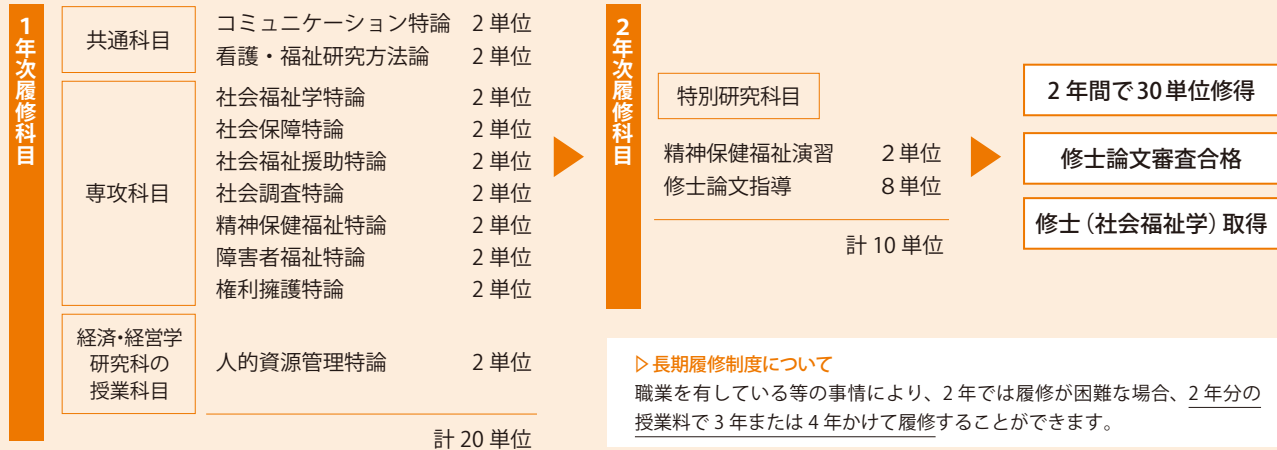 1年次履修科目
共通科目
コミュニケーション特論 2単位
看護・福祉研究方法論 2単位
専攻科目
社会福祉学特論 2単位
社会保障特論 2単位
社会福祉援助特論 2単位
社会調査特論 2単位
精神保健福祉特論 2単位
障害者福祉特論 2単位
権利擁護特論 2単位
経済・経営学
研究科の
授業科目
人的資源管理特論 2単位
計 20 単位
2年次履修科目
特別研究科目
精神保健福祉演習 2単位
修士論文指導 8単位
計 10 単位
2 年間で 30 単位修得
修士論文審査合格
修士（社会福祉学）取得
▷長期履修制度について
職業を有している等の事情により、2 年では履修が困難な場合、2 年分の
授業料で 3 年または 4 年かけて履修することができます。